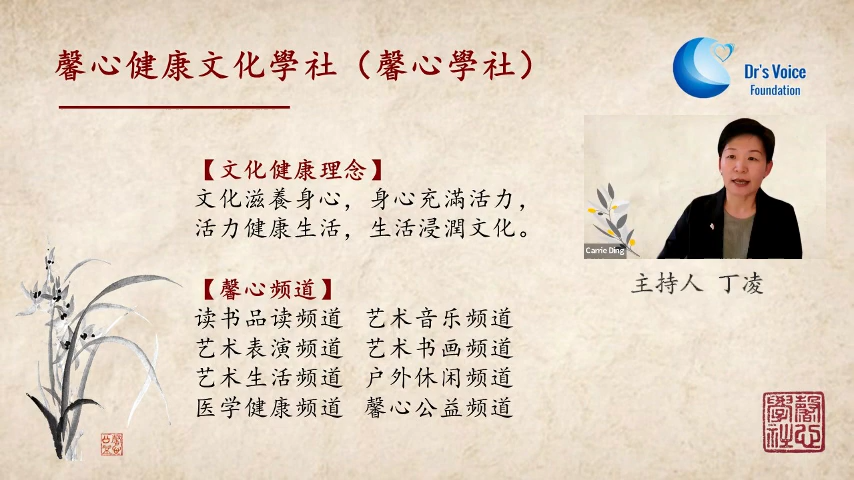 馨心健康文化學社（馨心學社）
Dr's Voice
Foundation
【文化健康理念】
文化滋養身心，身心充滿活力，
活力健康生活，生活浸潤文化。
Carrie Ding
主持人 丁凌
【馨心频道】
读书品读频道 艺术音乐频道
艺术表演频道 艺术书画频道
艺术生活频道 户外休闲频道
医学健康频道 馨心公益频道
馨心
學社